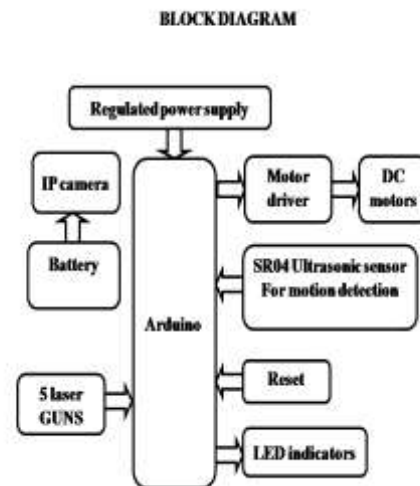 BLOCK DIAGRAM
Regulated power supply
IP camera
Battery
Arduino
Motor
driver
DC
motors
SR04 Ultrasonic sensor
For motion detection
5 laser
GUNS
Reset
LED indicators